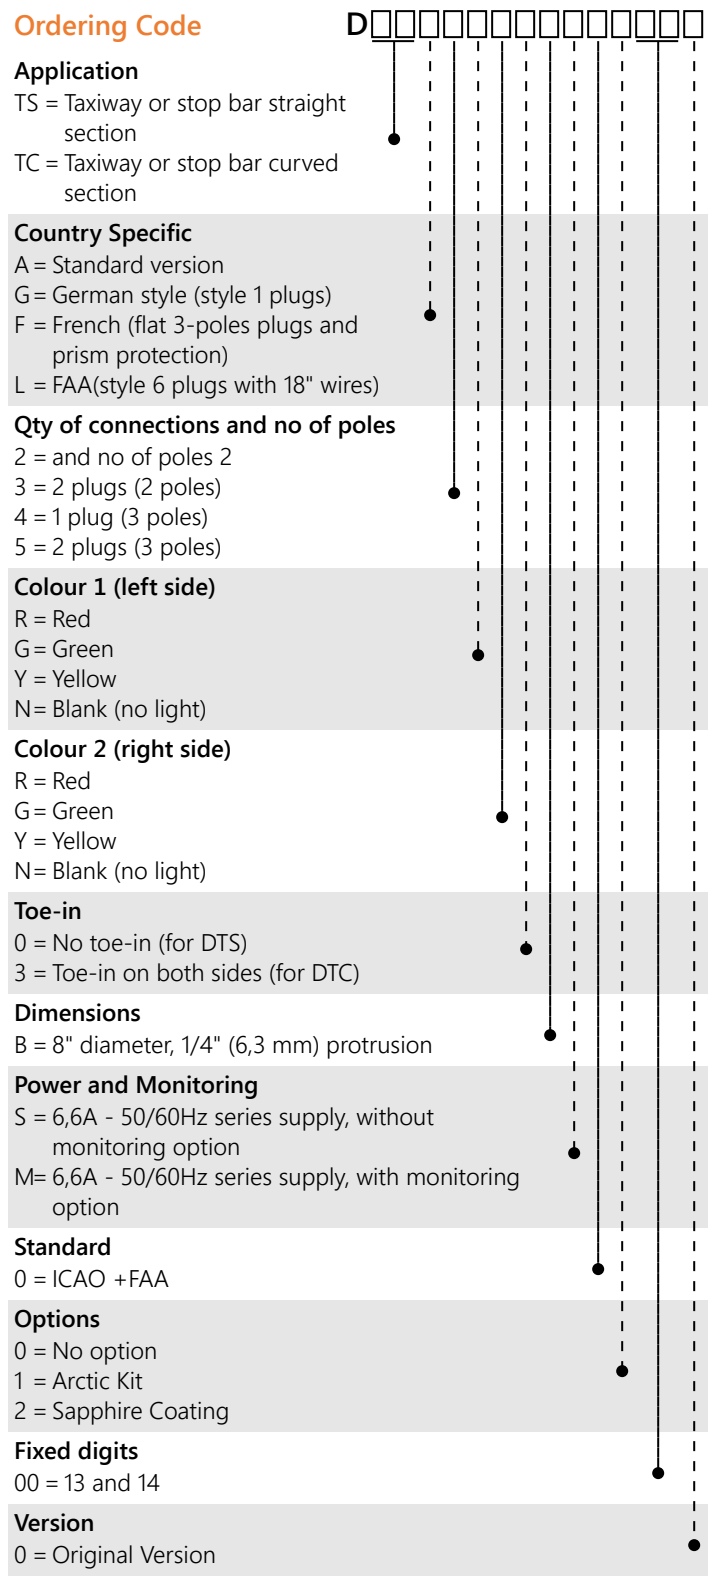 Ordering Code
D
Application
TS = Taxiway or stop bar straight
section
TC = Taxiway or stop bar curved
section
Country Specific
A = Standard version
G = German style (style 1 plugs)
F = French (flat 3-poles plugs and
prism protection)
L = FAA(style 6 plugs with 18" wires)
Qty of connections and no of poles
2 = and no of poles 2
3 = 2 plugs (2 poles)
4 = 1 plug (3 poles)
5 = 2 plugs (3 poles)
Colour 1 (left side)
R = Red
G = Green
Y = Yellow
N= Blank (no light)
Colour 2 (right side)
R = Red
G = Green
Y = Yellow
N= Blank (no light)
Toe-in
0 = No toe-in (for DTS)
3 = Toe-in on both sides (for DTC)
Dimensions
B = 8" diameter, 1/4" (6,3 mm) protrusion
Power and Monitoring
S = 6,6A - 50/60Hz series supply, without
monitoring option
M= 6,6A - 50/60Hz series supply, with monitoring
option
Standard
0 = ICAO +FAA
Options
0 = No option
1 = Arctic Kit
2 = Sapphire Coating
Fixed digits
00 = 13 and 14
Version
0 = Original Version